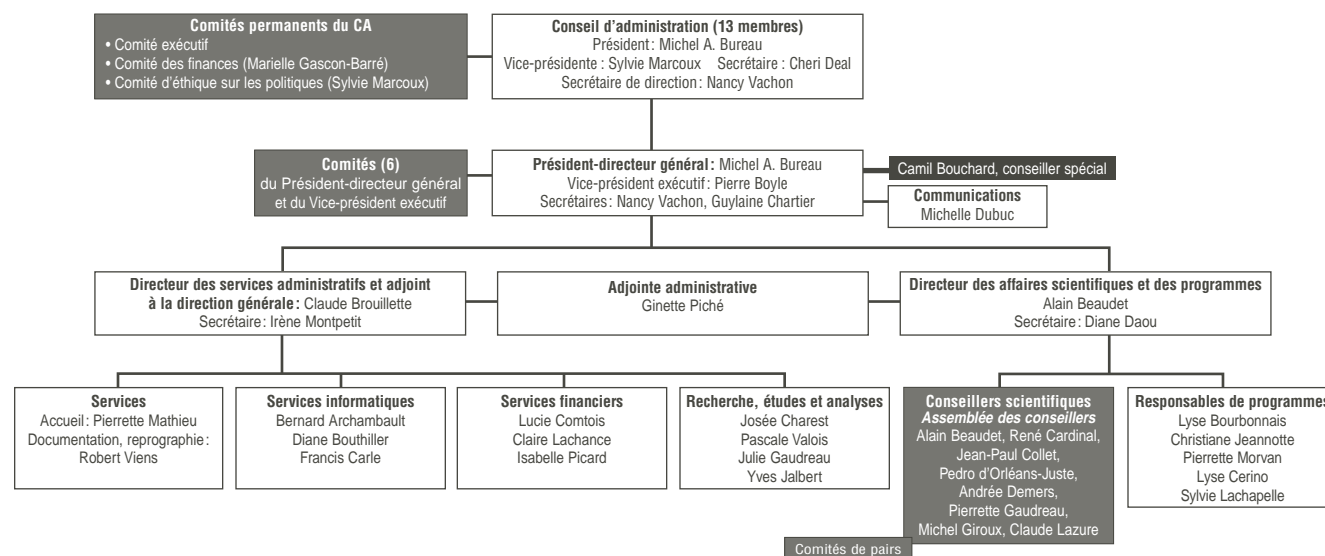 Comités permanents du CA
• Comité exécutif
• Comité des finances (Marielle Gascon-Barré)
• Comité d'éthique sur les politiques (Sylvie Marcoux)
Conseil d'administration (13 membres)
Président : Michel A. Bureau
Vice-présidente : Sylvie Marcoux Secrétaire : Cheri Deal
Secrétaire de direction : Nancy Vachon
Comités (6)
du Président-directeur général
et du Vice-président exécutif
Président-directeur général : Michel A. Bureau
Vice-président exécutif : Pierre Boyle
Secrétaires : Nancy Vachon, Guylaine Chartier
Camil Bouchard, conseiller spécial
Communications
Michelle Dubuc
Directeur des services administratifs et adjoint
à la direction générale : Claude Brouillette
Secrétaire : Irène Montpetit
Adjointe administrative
Ginette Piché
Directeur des affaires scientifiques et des programmes
Alain Beaudet
Secrétaire : Diane Daou
Services
Accueil : Pierrette Mathieu
Documentation, reprographie :
Robert Viens
Services informatiques
Bernard Archambault
Diane Bouthiller
Francis Carle
Services financiers
Lucie Comtois
Claire Lachance
Isabelle Picard
Recherche, études et analyses
Josée Charest
Pascale Valois
Julie Gaudreau
Yves Jalbert
Conseillers scientifiques
Assemblée des conseillers
Alain Beaudet, René Cardinal,
Jean-Paul Collet,
Pedro d'Orléans-Juste,
Andrée Demers,
Pierrette Gaudreau,
Michel Giroux, Claude Lazure
Responsables de programmes
Lyse Bourbonnais
Christiane Jeannotte
Pierrette Morvan
Lyse Cerino
Sylvie Lachapelle
Comités de pairs